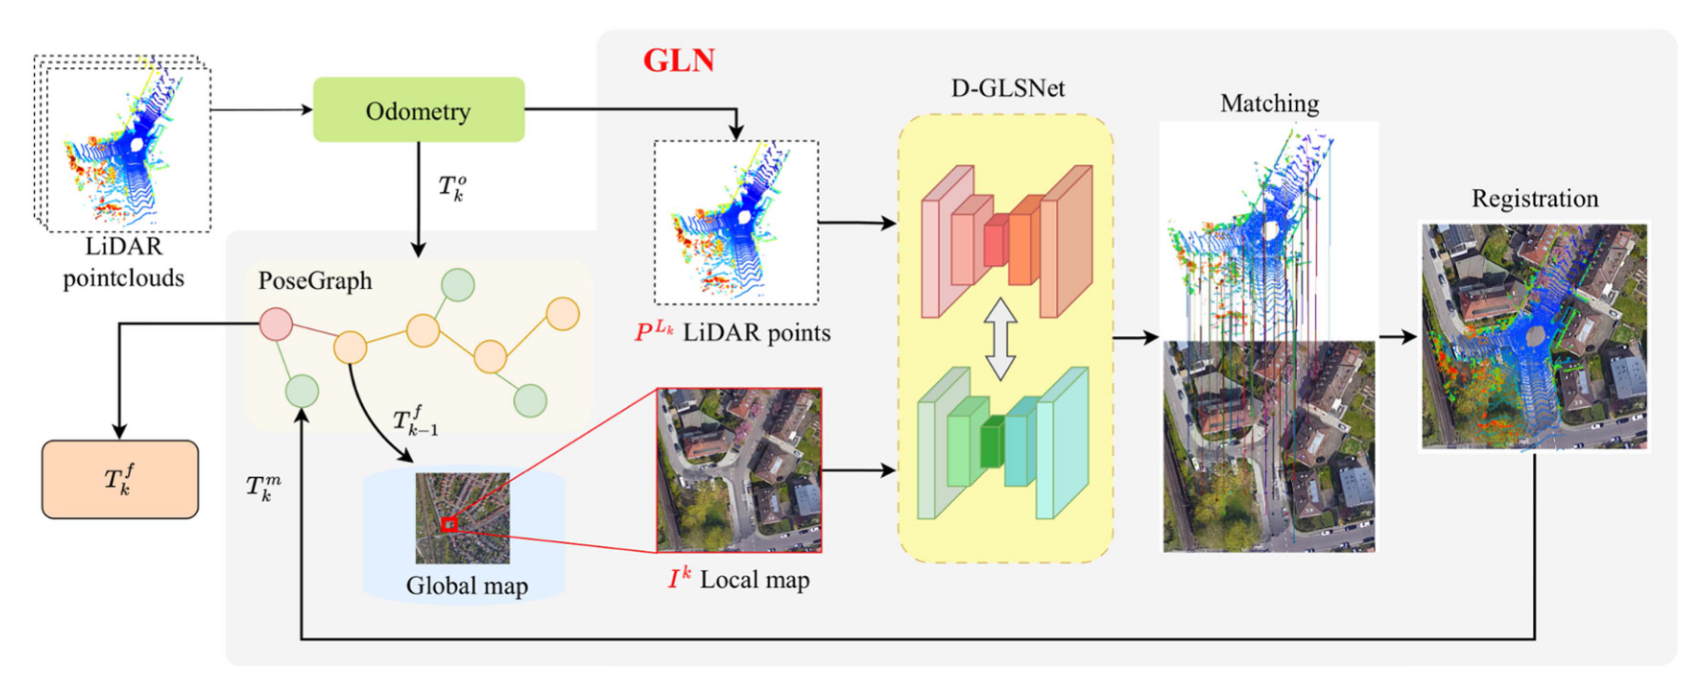 GLN
D-GLSNet
Matching
Odometry
Registration
T_k^o
LiDAR
pointclouds
PoseGraph
P^{L_k} LiDAR points
T_{k-1}^f
T_k^f
T_k^m
Global map
I^k Local map